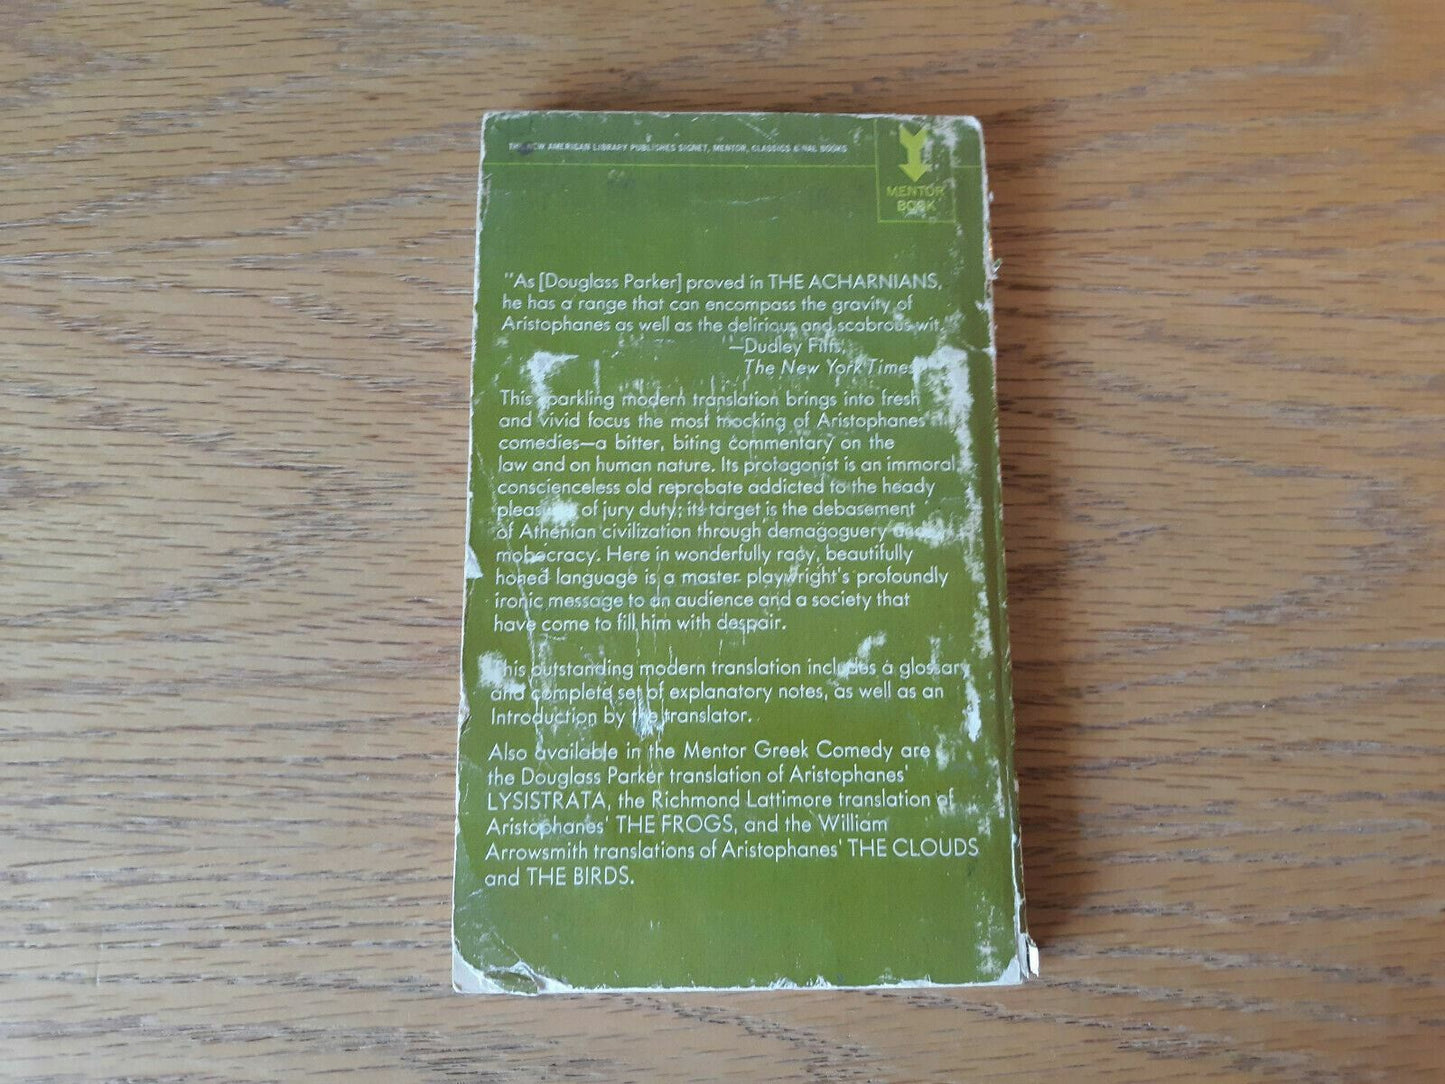 THE NEW AMERICAN LIBRARY PUBLISHES SIGNET, MENTOR, CLASSICS & NAL BOOKS
MENTOR
BOOK
"As [Douglass Parker] proved in THE ACHARNIANS,
he has a range that can encompass the gravity of
Aristophanes as well as the delirious and scabrous wit
—Dudley Fitts,
The New York Times
This sparkling modern translation brings into fresh
and vivid focus the most mocking of Aristophanes'
comedies—a bitter, biting commentary on the
law and on human nature. Its protagonist is an immoral
conscienceless old reprobate addicted to the heady
pleasures of jury duty; its target is the debasement
of Athenian civilization through demagoguery and
mobocracy. Here in wonderfully racy, beautifully
honed language is a master playwright's profoundly
ironic message to an audience and a society that
have come to fill him with despair.
This outstanding modern translation includes a glossary
and complete set of explanatory notes, as well as an
Introduction by the translator.
Also available in the Mentor Greek Comedy are
the Douglass Parker translation of Aristophanes'
LYSISTRATA, the Richmond Lattimore translation of
Aristophanes' THE FROGS, and the William
Arrowsmith translations of Aristophanes' THE CLOUDS
and THE BIRDS.